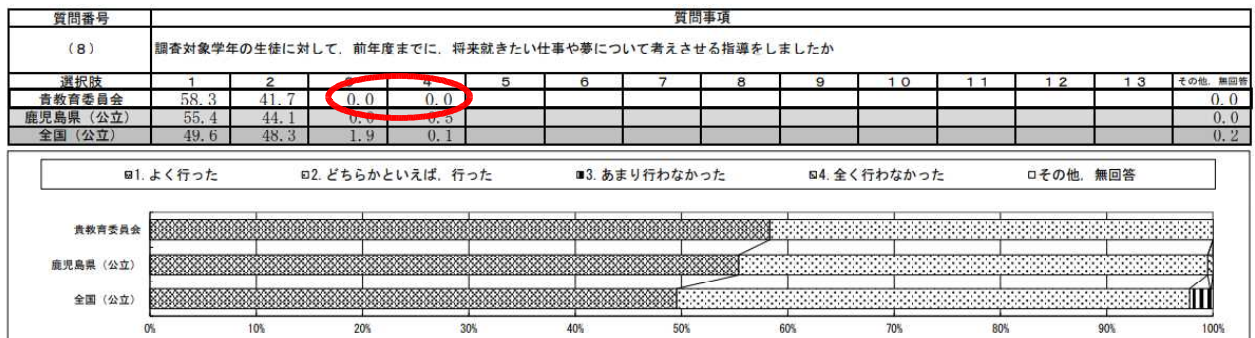 質問番号 質問事項
(8) 調査対象学年の生徒に対して,前年度までに,将来就きたい仕事や夢について考えさせる指導をしましたか
選択肢 1 2 3 4 5 6 7 8 9 10 11 12 13 その他,無回答
貴教育委員会 58.3 41.7 0.0 0.0 0.0
鹿児島県(公立) 55.4 44.1 0.0 0.5 0.0
全国(公立) 49.6 48.3 1.9 0.1 0.2
1.よく行った 2.どちらかといえば,行った 3.あまり行わなかった 4.全く行わなかった その他,無回答
貴教育委員会
鹿児島県(公立)
全国(公立)
0% 10% 20% 30% 40% 50% 60% 70% 80% 90% 100%